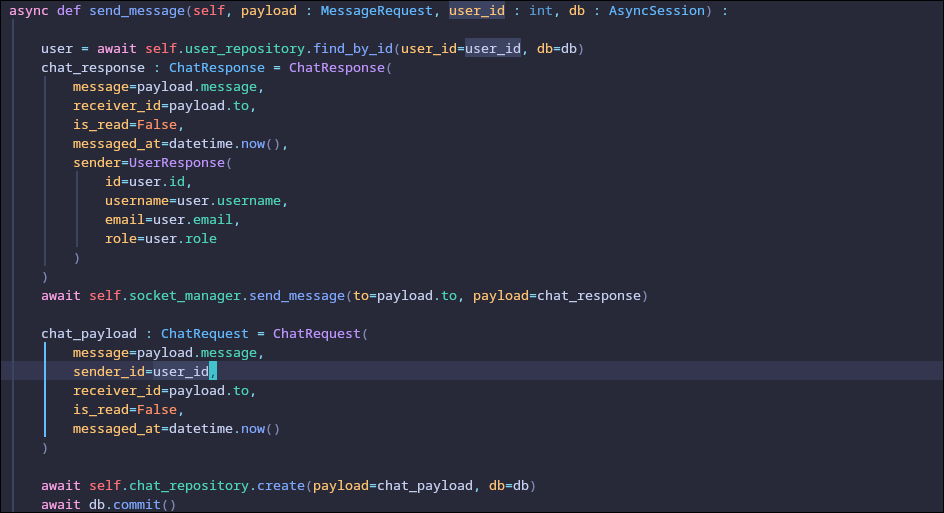 async def send_message(self, payload : MessageRequest, user_id : int, db : AsyncSession) :
user = await self.user_repository.find_by_id(user_id=user_id, db=db)
chat_response : ChatResponse = ChatResponse(
message=payload.message,
receiver_id=payload.to,
is_read=False,
messaged_at=datetime.now(),
sender=UserResponse(
id=user.id,
username=user.username,
email=user.email,
role=user.role
)
)
await self.socket_manager.send_message(to=payload.to, payload=chat_response)
chat_payload : ChatRequest = ChatRequest(
message=payload.message,
sender_id=user_id,
receiver_id=payload.to,
is_read=False,
messaged_at=datetime.now()
)
await self.chat_repository.create(payload=chat_payload, db=db)
await db.commit()